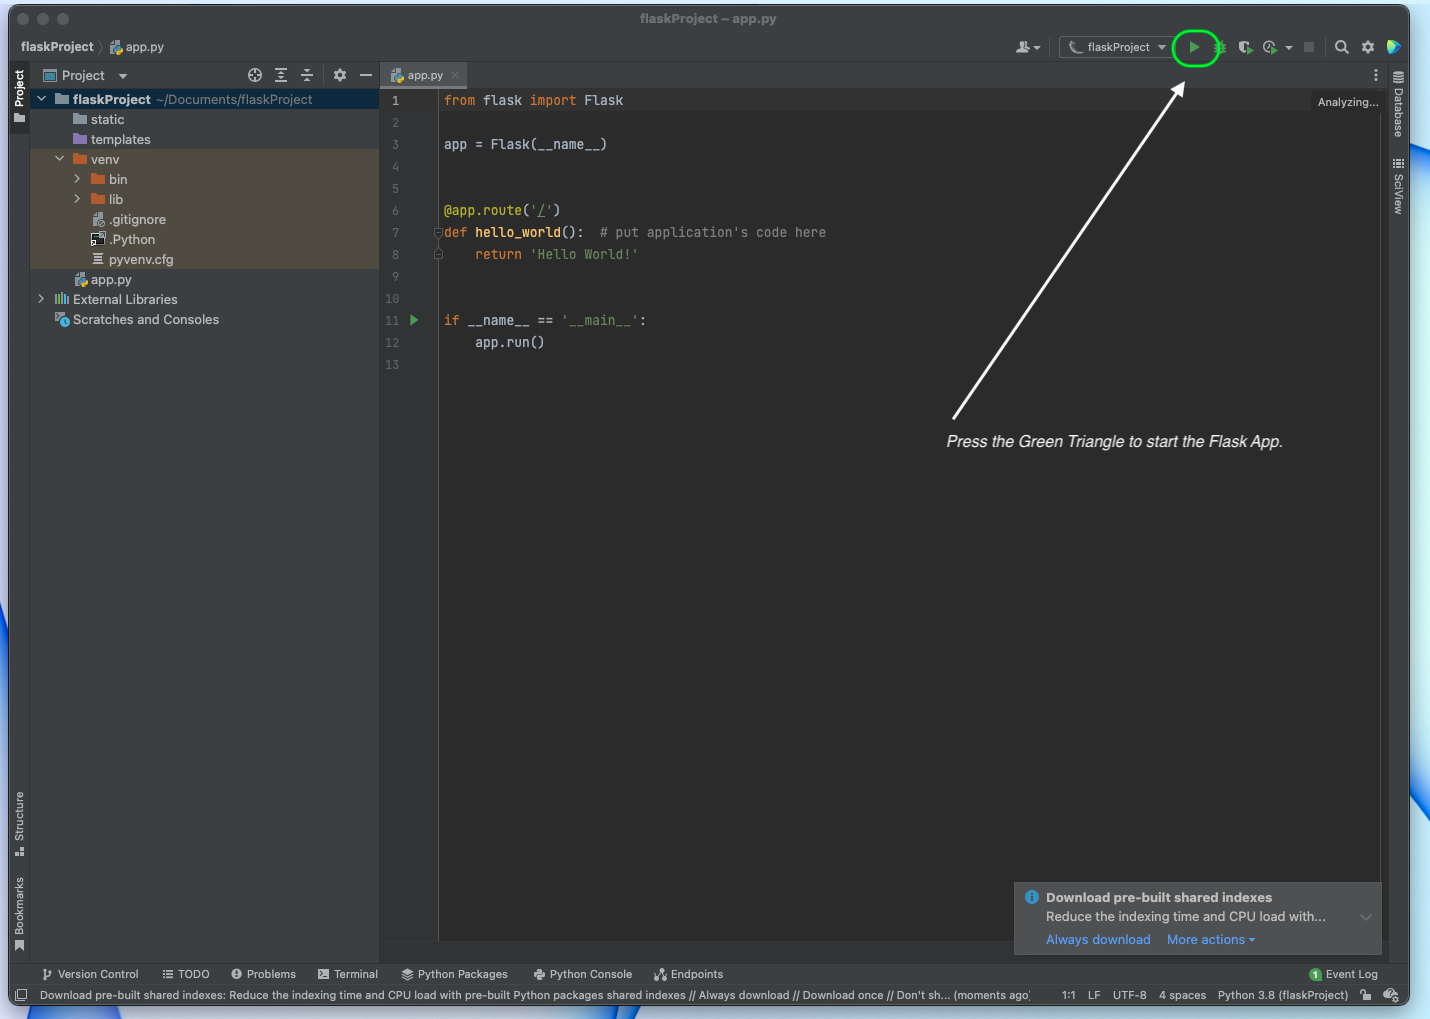 flaskProject – app.py
flaskProject
app.py
flaskProject
Project
Project
app.py
Database
SciView
flaskProject ~/Documents/flaskProject
static
templates
venv
bin
lib
.gitignore
.Python
pyvenv.cfg
app.py
External Libraries
Scratches and Consoles
1 from flask import Flask
Analyzing...
2
3 app = Flask(__name__)
4
5
6 @app.route('/')
7 def hello_world():  # put application's code here
8     return 'Hello World!'
9
10
11 if __name__ == '__main__':
12     app.run()
13
Press the Green Triangle to start the Flask App.
Structure
Bookmarks
Download pre-built shared indexes
Reduce the indexing time and CPU load with...
Always download More actions
Version Control TODO Problems Terminal Python Packages Python Console Endpoints 1 Event Log
Download pre-built shared indexes: Reduce the indexing time and CPU load with pre-built Python packages shared indexes // Always download // Download once // Don't sh... (moments ago) 1:1 LF UTF-8 4 spaces Python 3.8 (flaskProject)